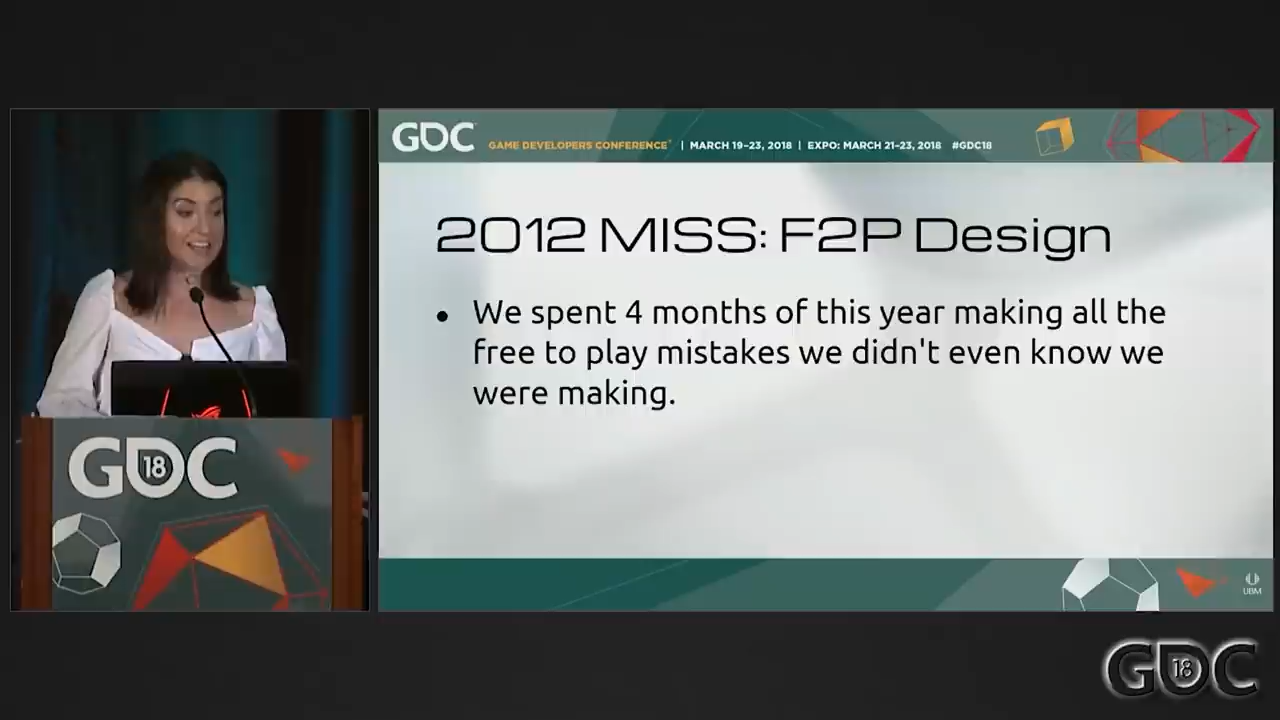 GDC
GAME DEVELOPERS CONFERENCE | MARCH 19-23, 2018 | EXPO: MARCH 21-23, 2018 #GDC18
2012 MISS: F2P Design
• We spent 4 months of this year making all the
free to play mistakes we didn't even know we
were making.
GDC 18
UBM
GDC 18